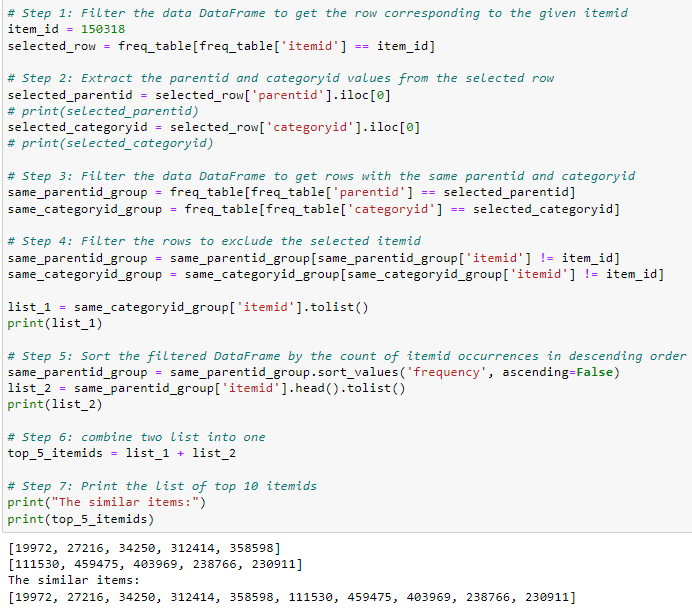 # Step 1: Filter the data DataFrame to get the row corresponding to the given itemid
item_id = 150318
selected_row = freq_table[freq_table['itemid'] == item_id]
# Step 2: Extract the parentid and categoryid values from the selected row
selected_parentid = selected_row['parentid'].iloc[0]
# print(selected_parentid)
selected_categoryid = selected_row['categoryid'].iloc[0]
# print(selected_categoryid)
# Step 3: Filter the data DataFrame to get rows with the same parentid and categoryid
same_parentid_group = freq_table[freq_table['parentid'] == selected_parentid]
same_categoryid_group = freq_table[freq_table['categoryid'] == selected_categoryid]
# Step 4: Filter the rows to exclude the selected itemid
same_parentid_group = same_parentid_group[same_parentid_group['itemid'] != item_id]
same_categoryid_group = same_categoryid_group[same_categoryid_group['itemid'] != item_id]
list_1 = same_categoryid_group['itemid'].tolist()
print(list_1)
# Step 5: Sort the filtered DataFrame by the count of itemid occurrences in descending order
same_parentid_group = same_parentid_group.sort_values('frequency', ascending=False)
list_2 = same_parentid_group['itemid'].head().tolist()
print(list_2)
# Step 6: combine two list into one
top_5_itemids = list_1 + list_2
# Step 7: Print the list of top 10 itemids
print("The similar items:")
print(top_5_itemids)
[19972, 27216, 34250, 312414, 358598]
[111530, 459475, 403969, 238766, 230911]
The similar items:
[19972, 27216, 34250, 312414, 358598, 111530, 459475, 403969, 238766, 230911]